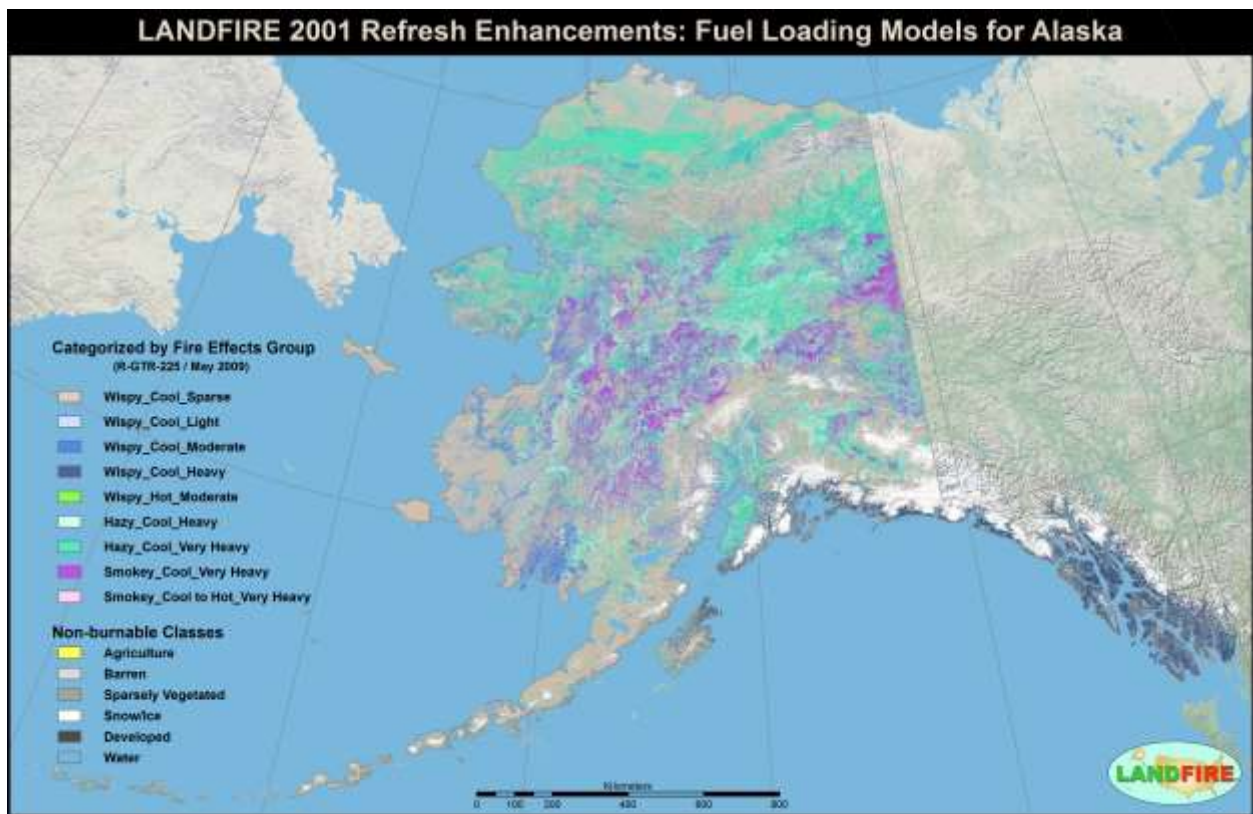 LANDFIRE 2001 Refresh Enhancements: Fuel Loading Models for Alaska
Categorized by Fire Effects Group
(R-GTR-225 / May 2009)
Wispy_Cool_Sparse
Wispy_Cool_Light
Wispy_Cool_Moderate
Wispy_Cool_Heavy
Wispy_Hot_Moderate
Hazy_Cool_Heavy
Hazy_Cool_Very Heavy
Smokey_Cool_Very Heavy
Smokey_Cool to Hot_Very Heavy
Non-burnable Classes
Agriculture
Barren
Sparsely Vegetated
Snow/Ice
Developed
Water
Kilometers
0 100 200 400 600 800
LANDFIRE